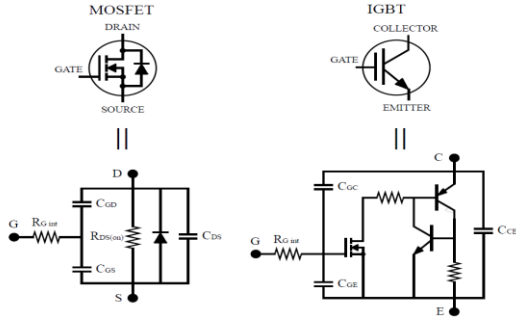 MOSFET
DRAIN
GATE
SOURCE
D
CGD
G
RG int
RDS(on)
CDS
CGS
S
IGBT
COLLECTOR
GATE
EMITTER
C
CGC
G
RG int
CCE
CGE
E